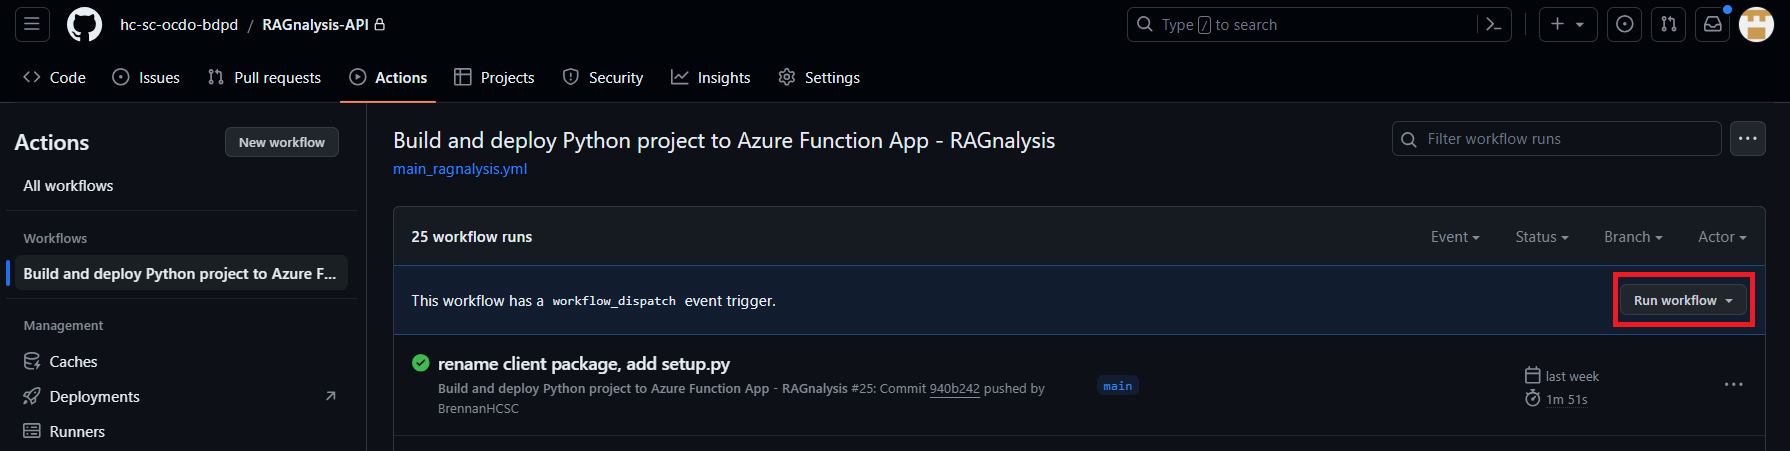 hc-sc-ocdo-bdpd / RAGnalysis-API
Type / to search
Code Issues Pull requests Actions Projects Security Insights Settings
Actions
New workflow
All workflows
Workflows
Build and deploy Python project to Azure F...
Management
Caches
Deployments
Runners
Build and deploy Python project to Azure Function App - RAGnalysis
main_ragnalysis.yml
Filter workflow runs
25 workflow runs
Event Status Branch Actor
This workflow has a workflow_dispatch event trigger.
Run workflow
rename client package, add setup.py
Build and deploy Python project to Azure Function App - RAGnalysis #25: Commit 940b242 pushed by
BrennanHCSC
main
last week
1m 51s